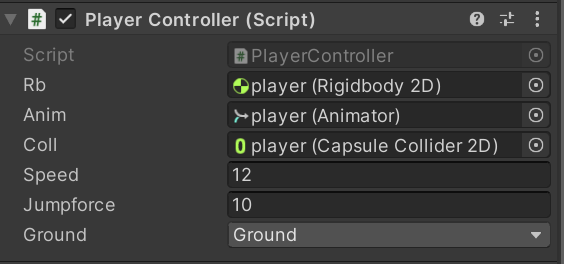 Player Controller (Script)
Script PlayerController
Rb player (Rigidbody 2D)
Anim player (Animator)
Coll player (Capsule Collider 2D)
Speed 12
Jumpforce 10
Ground Ground